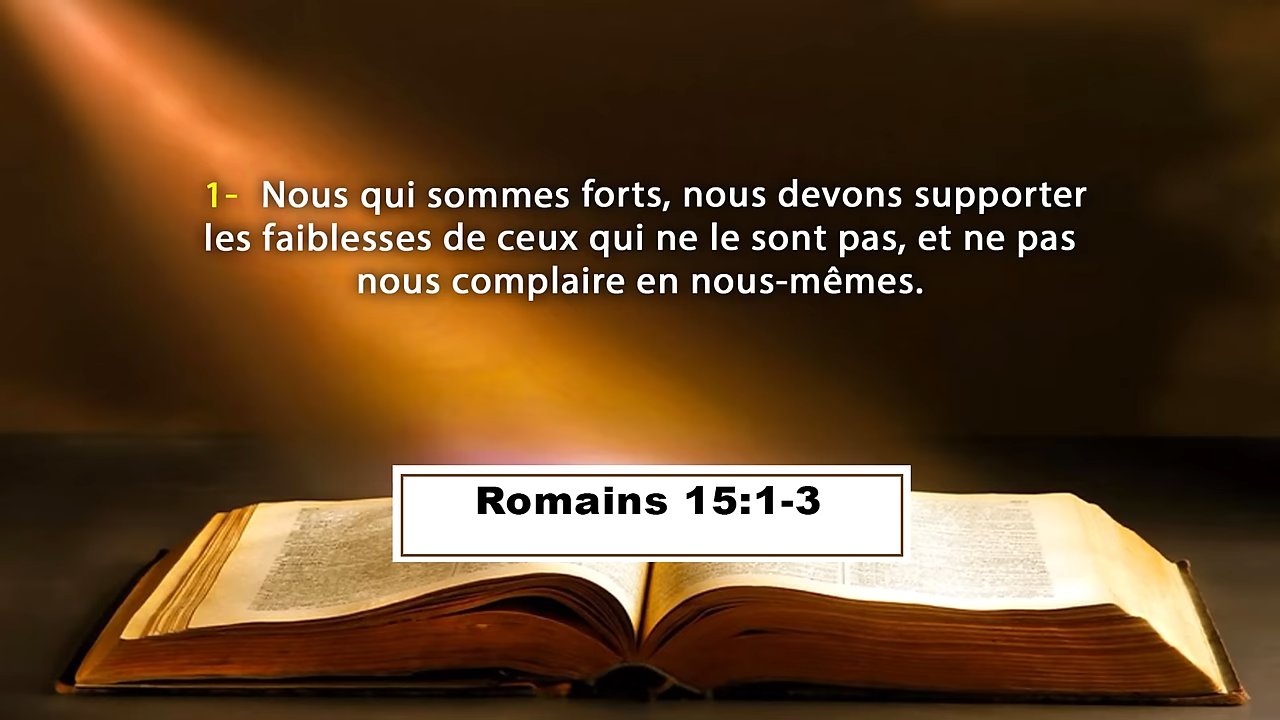 1- Nous qui sommes forts, nous devons supporter
les faiblesses de ceux qui ne le sont pas, et ne pas
nous complaire en nous-mêmes.
Romains 15:1-3